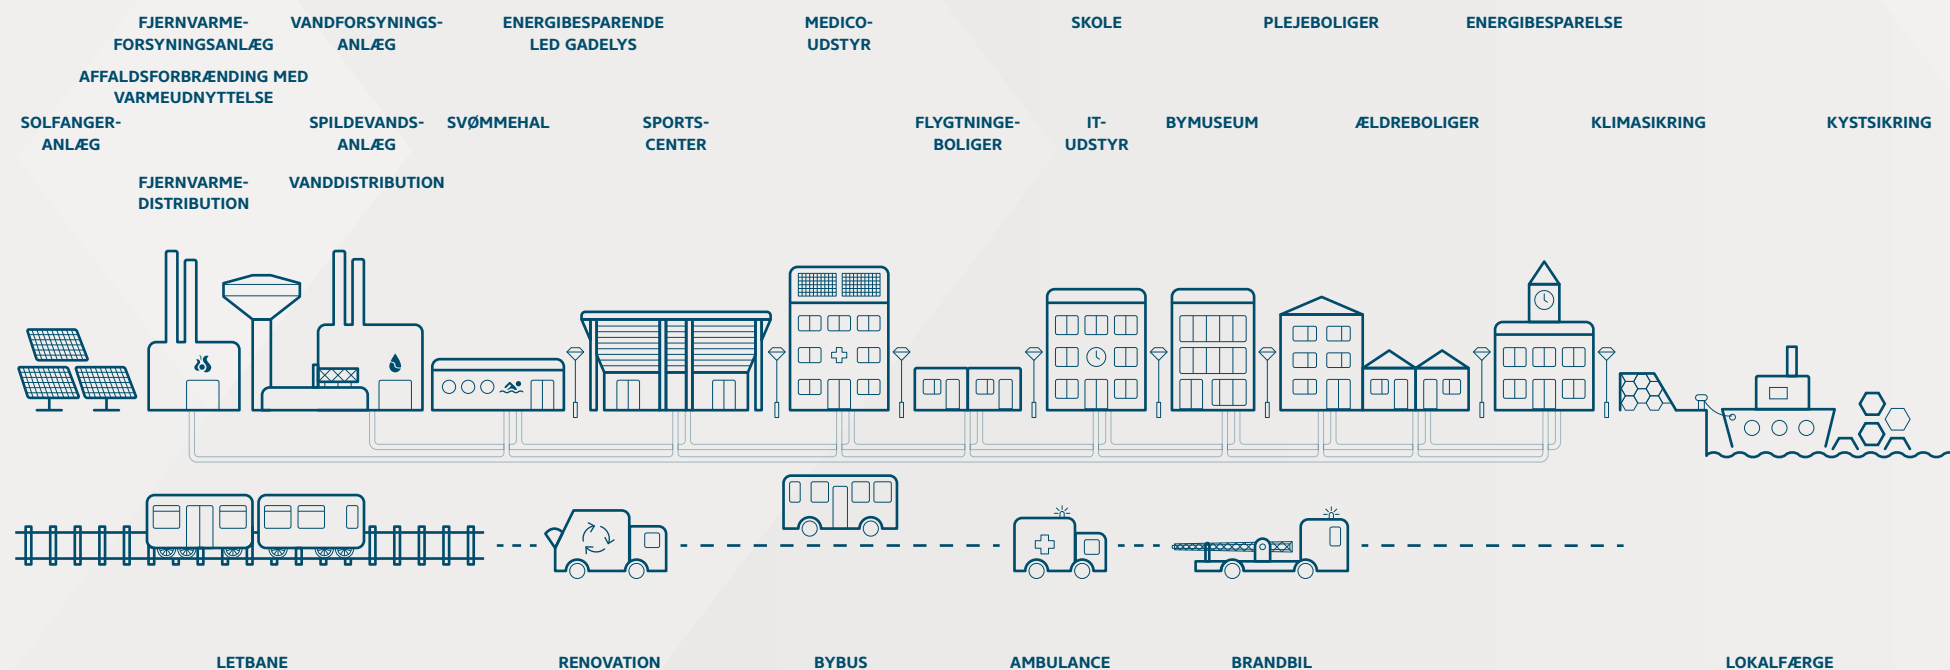 FJERNVARME-
FORSYNINGSANLÆG
VANDFORSYNINGS-
ANLÆG
ENERGIBESPARENDE
LED GADELYS
MEDICO-
UDSTYR
SKOLE
PLEJEBOLIGER
ENERGIBESPARELSE
AFFALDSFORBRÆNDING MED
VARMEUDNYTTELSE
SOLFANGER-
ANLÆG
SPILDEVANDS-
ANLÆG
SVØMMEHAL
SPORTS-
CENTER
FLYGTNINGE-
BOLIGER
IT-
UDSTYR
BYMUSEUM
ÆLDREBOLIGER
KLIMASIKRING
KYSTSIKRING
FJERNVARME-
DISTRIBUTION
VANDDISTRIBUTION
LETBANE
RENOVATION
BYBUS
AMBULANCE
BRANDBIL
LOKALFÆRGE